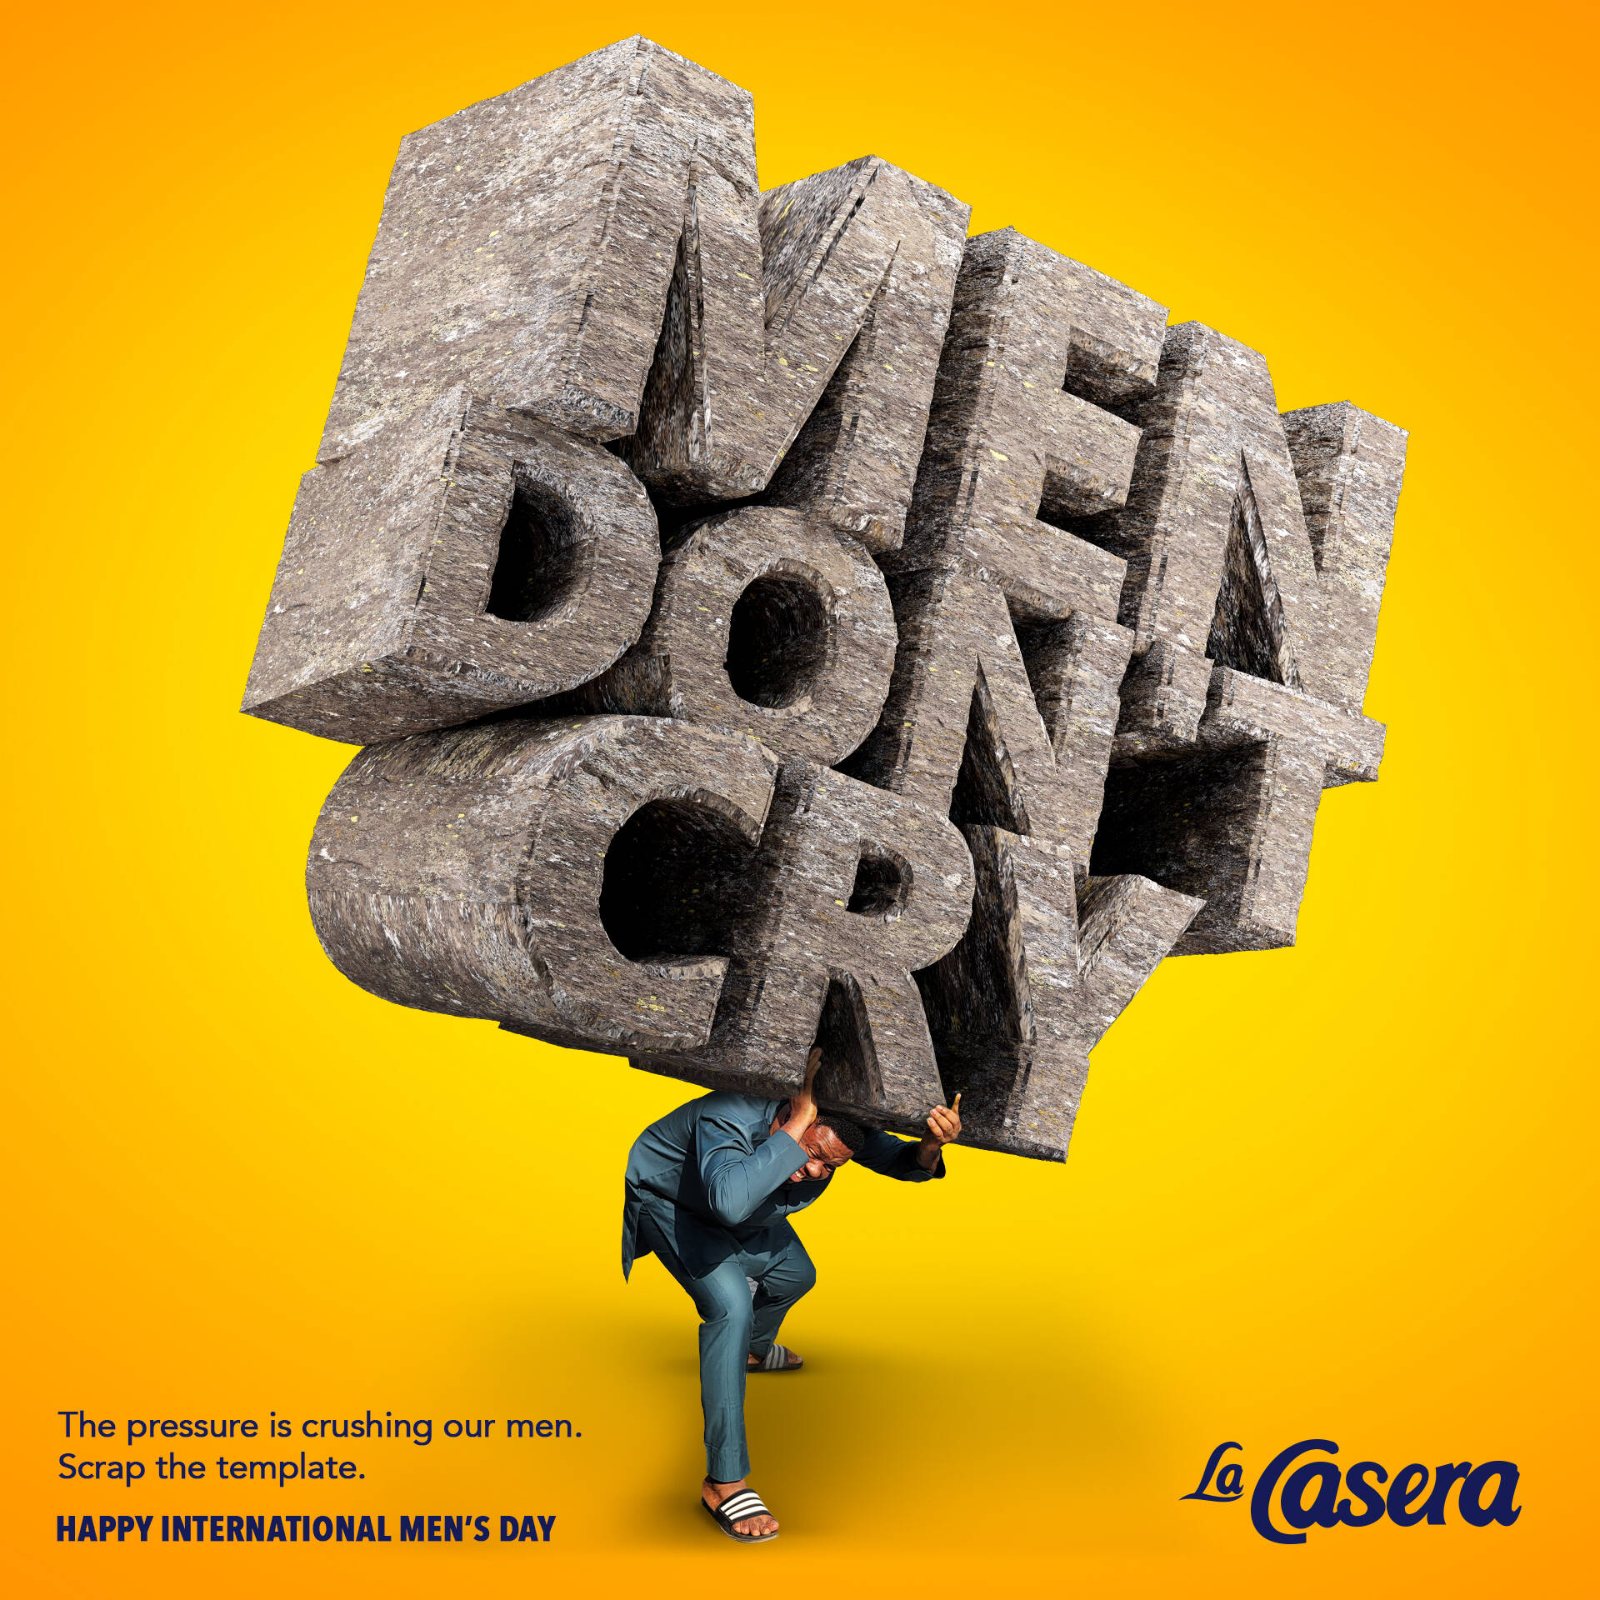 MEN
DON'T
CRY
The pressure is crushing our men.
Scrap the template.
HAPPY INTERNATIONAL MEN'S DAY
La Casera